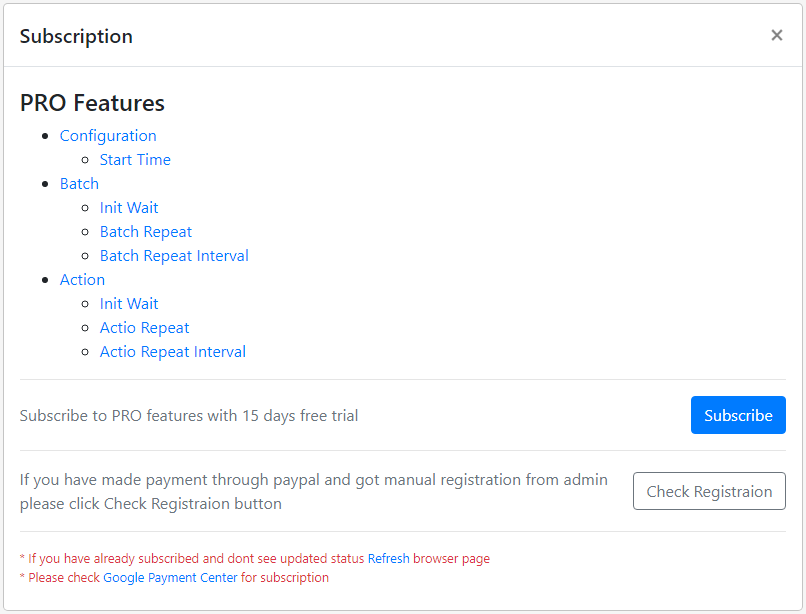 Subscription
PRO Features
Configuration
Start Time
Batch
Init Wait
Batch Repeat
Batch Repeat Interval
Action
Init Wait
Actio Repeat
Actio Repeat Interval
Subscribe to PRO features with 15 days free trial
Subscribe
If you have made payment through paypal and got manual registration from admin
please click Check Registraion button
Check Registraion
* If you have already subscribed and dont see updated status Refresh browser page
* Please check Google Payment Center for subscription